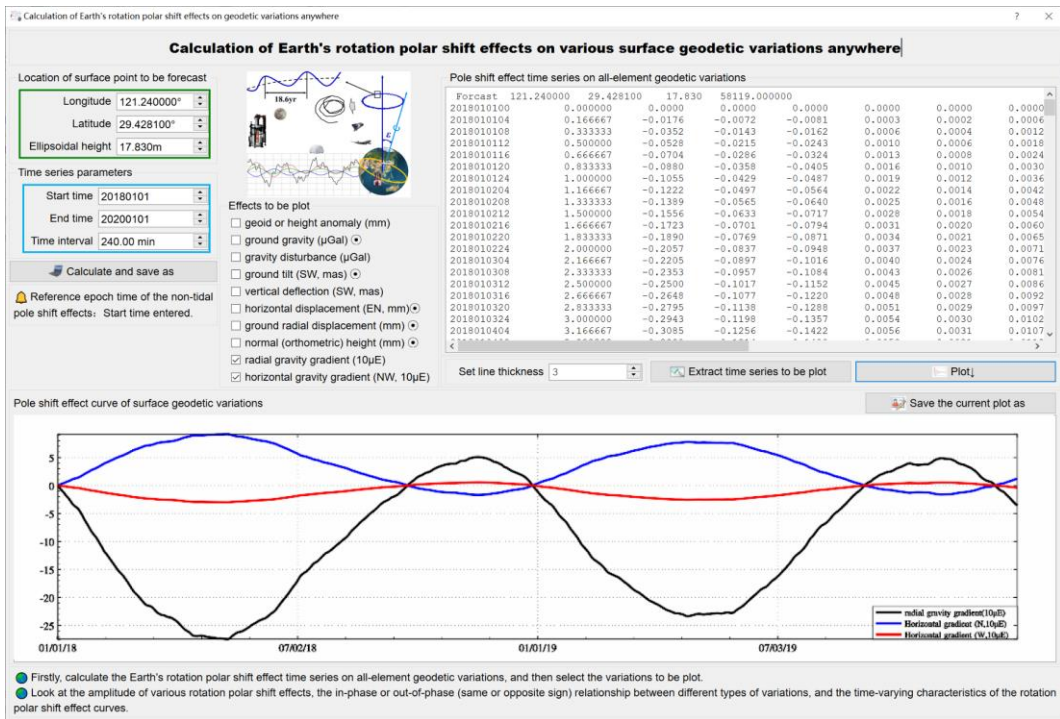 Calculation of Earth's rotation polar shift effects on geodetic variations anywhere
? ×
Calculation of Earth's rotation polar shift effects on various surface geodetic variations anywhere
Location of surface point to be forecast
Longitude 121.240000°
Latitude 29.428100°
Ellipsoidal height 17.830m
Time series parameters
Start time 20180101
End time 20200101
Time interval 240.00 min
Calculate and save as
Reference epoch time of the non-tidal
pole shift effects: Start time entered.
18.6yr
ε
Effects to be plot
geoid or height anomaly (mm)
ground gravity (μGal)
gravity disturbance (μGal)
ground tilt (SW, mas)
vertical deflection (SW, mas)
horizontal displacement (EN, mm)
ground radial displacement (mm)
normal (orthometric) height (mm)
radial gravity gradient (10μE)
horizontal gravity gradient (NW, 10μE)
Pole shift effect time series on all-element geodetic variations
Forcast 121.240000 29.428100 17.830 58119.000000
2018010100 0.000000 0.0000 0.0000 0.0000 0.0000 0.0000 0.0000
2018010104 0.166667 -0.0176 -0.0072 -0.0081 0.0003 0.0002 0.0006
2018010108 0.333333 -0.0352 -0.0143 -0.0162 0.0006 0.0004 0.0012
2018010112 0.500000 -0.0528 -0.0215 -0.0243 0.0010 0.0006 0.0018
2018010116 0.666667 -0.0704 -0.0286 -0.0324 0.0013 0.0008 0.0024
2018010120 0.833333 -0.0880 -0.0358 -0.0405 0.0016 0.0010 0.0030
2018010124 1.000000 -0.1055 -0.0429 -0.0487 0.0019 0.0012 0.0036
2018010204 1.166667 -0.1222 -0.0497 -0.0564 0.0022 0.0014 0.0042
2018010208 1.333333 -0.1389 -0.0565 -0.0640 0.0025 0.0016 0.0048
2018010212 1.500000 -0.1556 -0.0633 -0.0717 0.0028 0.0018 0.0054
2018010216 1.666667 -0.1723 -0.0701 -0.0794 0.0031 0.0020 0.0060
2018010220 1.833333 -0.1890 -0.0769 -0.0871 0.0034 0.0021 0.0065
2018010224 2.000000 -0.2057 -0.0837 -0.0948 0.0037 0.0023 0.0071
2018010304 2.166667 -0.2205 -0.0897 -0.1016 0.0040 0.0024 0.0076
2018010308 2.333333 -0.2353 -0.0957 -0.1084 0.0043 0.0026 0.0081
2018010312 2.500000 -0.2500 -0.1017 -0.1152 0.0045 0.0027 0.0086
2018010316 2.666667 -0.2648 -0.1077 -0.1220 0.0048 0.0028 0.0092
2018010320 2.833333 -0.2795 -0.1138 -0.1288 0.0051 0.0029 0.0097
2018010324 3.000000 -0.2943 -0.1198 -0.1357 0.0054 0.0030 0.0102
2018010404 3.166667 -0.3085 -0.1256 -0.1422 0.0056 0.0031 0.0107
Set line thickness 3
Extract time series to be plot
Plot↓
Pole shift effect curve of surface geodetic variations
Save the current plot as
5
0
-5
-10
-15
-20
-25
radial gravity gradient(10μE)
Horizontal gradient (N,10μE)
Horizontal gradient (W,10μE)
01/01/18 07/02/18 01/01/19 07/03/19
Firstly, calculate the Earth's rotation polar shift effect time series on all-element geodetic variations, and then select the variations to be plot.
Look at the amplitude of various rotation polar shift effects, the in-phase or out-of-phase (same or opposite sign) relationship between different types of variations, and the time-varying characteristics of the rotation
polar shift effect curves.